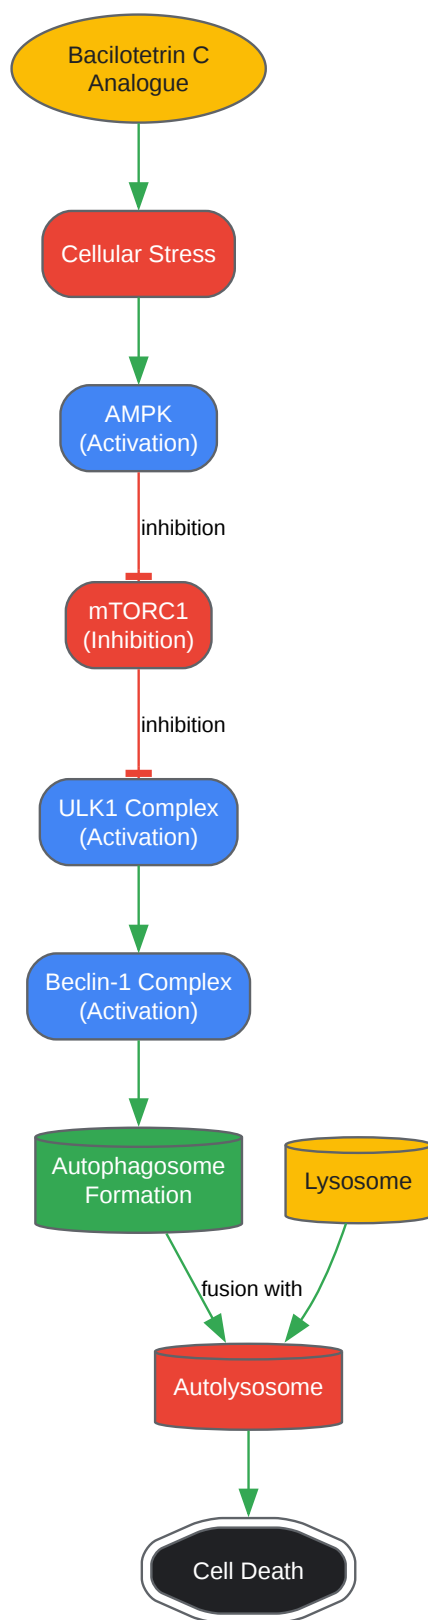 Bacilotetrin C
Analogue
Cellular Stress
AMPK
(Activation)
inhibition
mTORC1
(Inhibition)
inhibition
ULK1 Complex
(Activation)
Beclin-1 Complex
(Activation)
Autophagosome
Formation
Lysosome
fusion with
Autolysosome
Cell Death